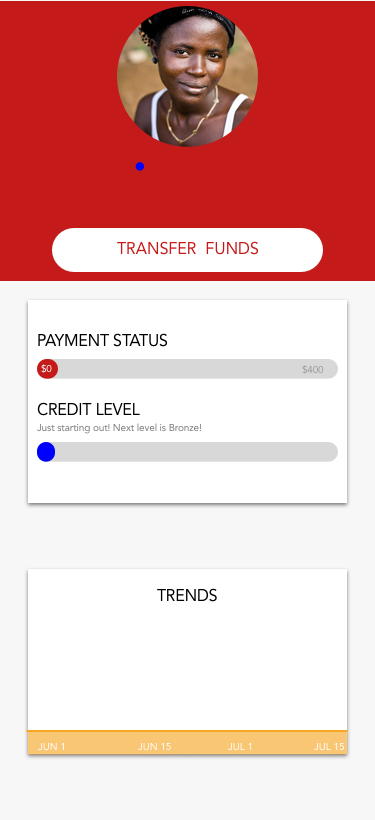 TRANSFER FUNDS
PAYMENT STATUS
$0 $400
CREDIT LEVEL
Just starting out! Next level is Bronze!
TRENDS
JUN 1 JUN 15 JUL 1 JUL 15